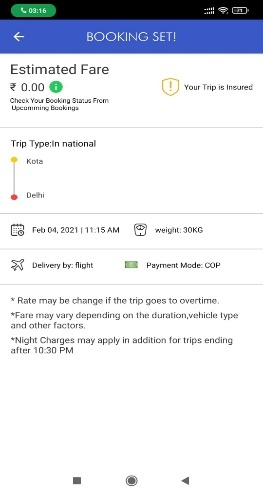 03:16
BOOKING SET!
Estimated Fare
₹ 0.00
Check Your Booking Status From
Upcomming Bookings
Your Trip is Insured
Trip Type:In national
Kota
Delhi
Feb 04, 2021 | 11:15 AM
weight: 30KG
Delivery by: flight
Payment Mode: COP
* Rate may be change if the trip goes to overtime.
*Fare may vary depending on the duration,vehicle type
and other factors.
*Night Charges may apply in addition for trips ending
after 10:30 PM